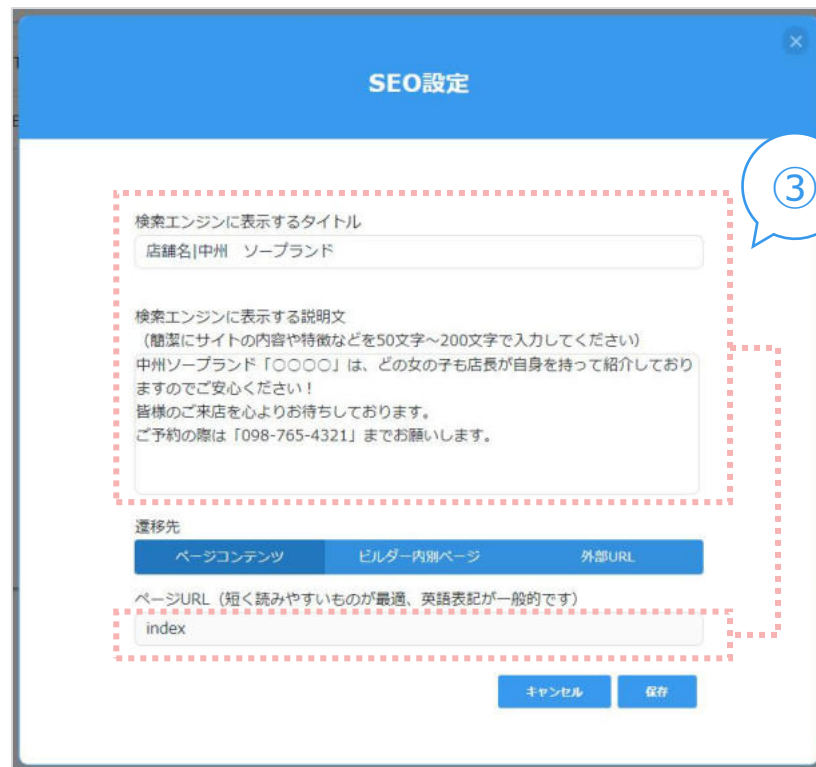 SEO設定
③
検索エンジンに表示するタイトル
店舗名|中州　ソープランド
検索エンジンに表示する説明文
（簡潔にサイトの内容や特徴などを50文字～200文字で入力してください）
中州ソープランド「○○○○」は、どの女の子も店長が自身を持って紹介しており
ますのでご安心ください！
皆様のご来店を心よりお待ちしております。
ご予約の際は「098-765-4321」までお願いします。
遷移先
ページコンテンツ
ビルダー内別ページ
外部URL
ページURL（短く読みやすいものが最適、英語表記が一般的です）
index
キャンセル
保存